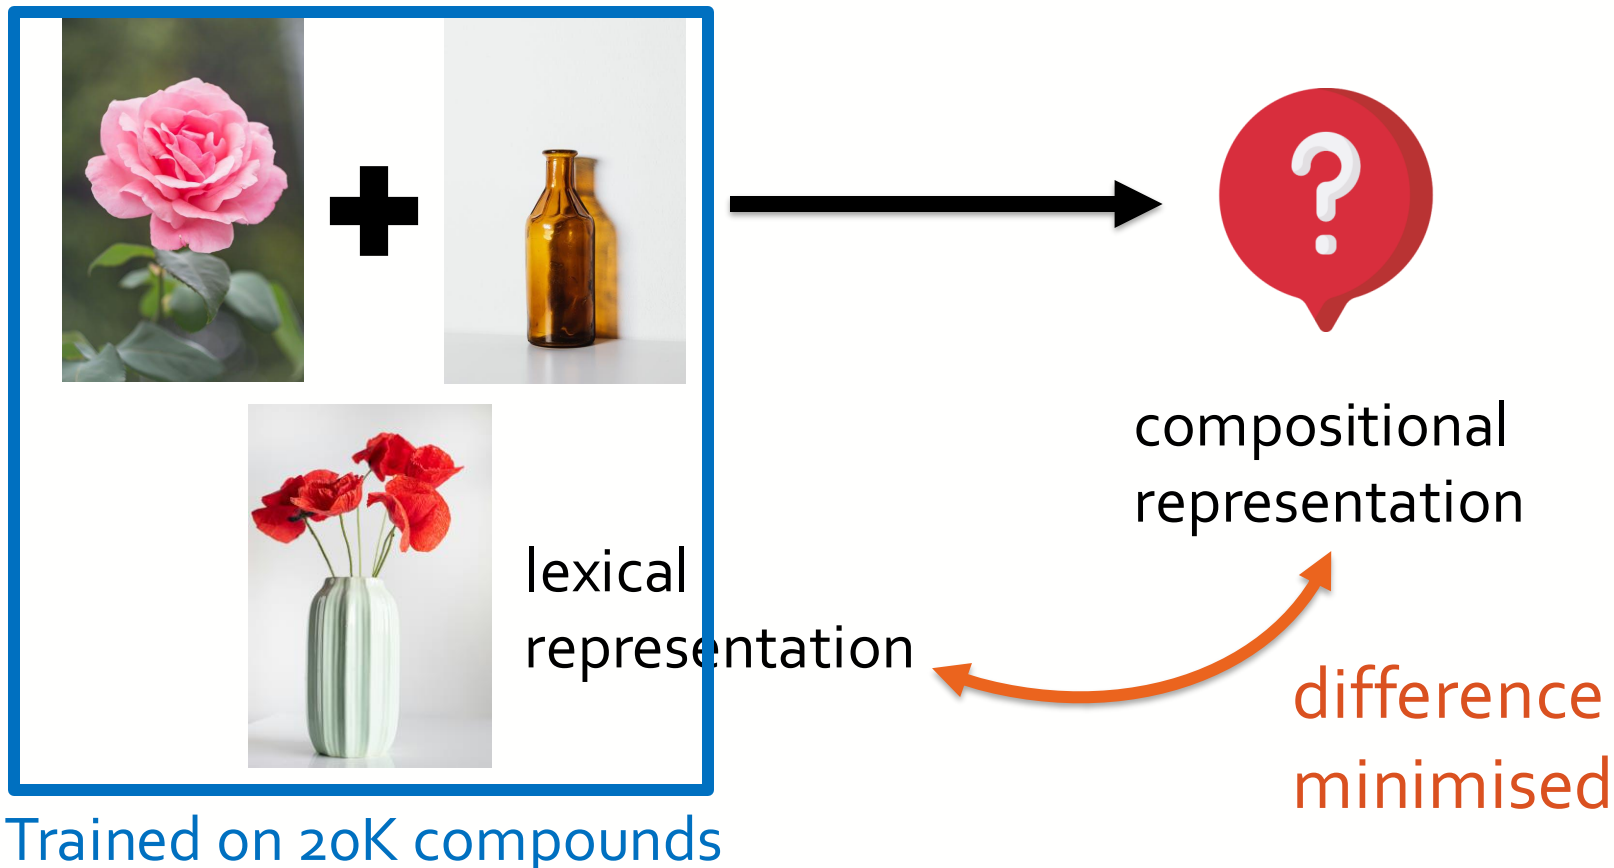 ?
compositional
representation
lexical
representation
difference
minimised
Trained on 20K compounds